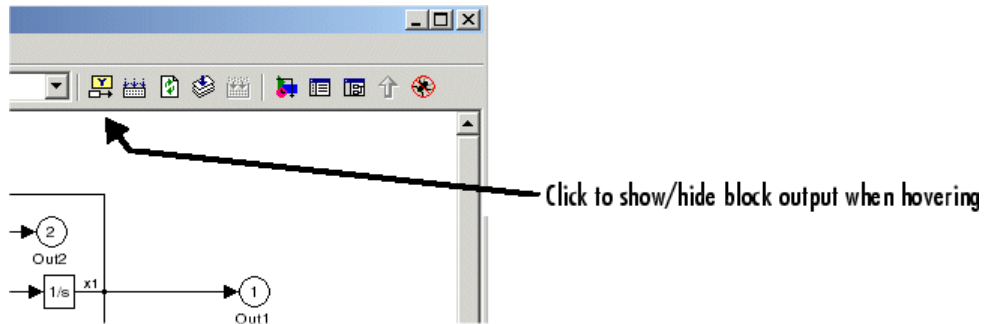 Y
Click to show/hide block output when hovering
2
Out2
1/s
x1
1
Out1